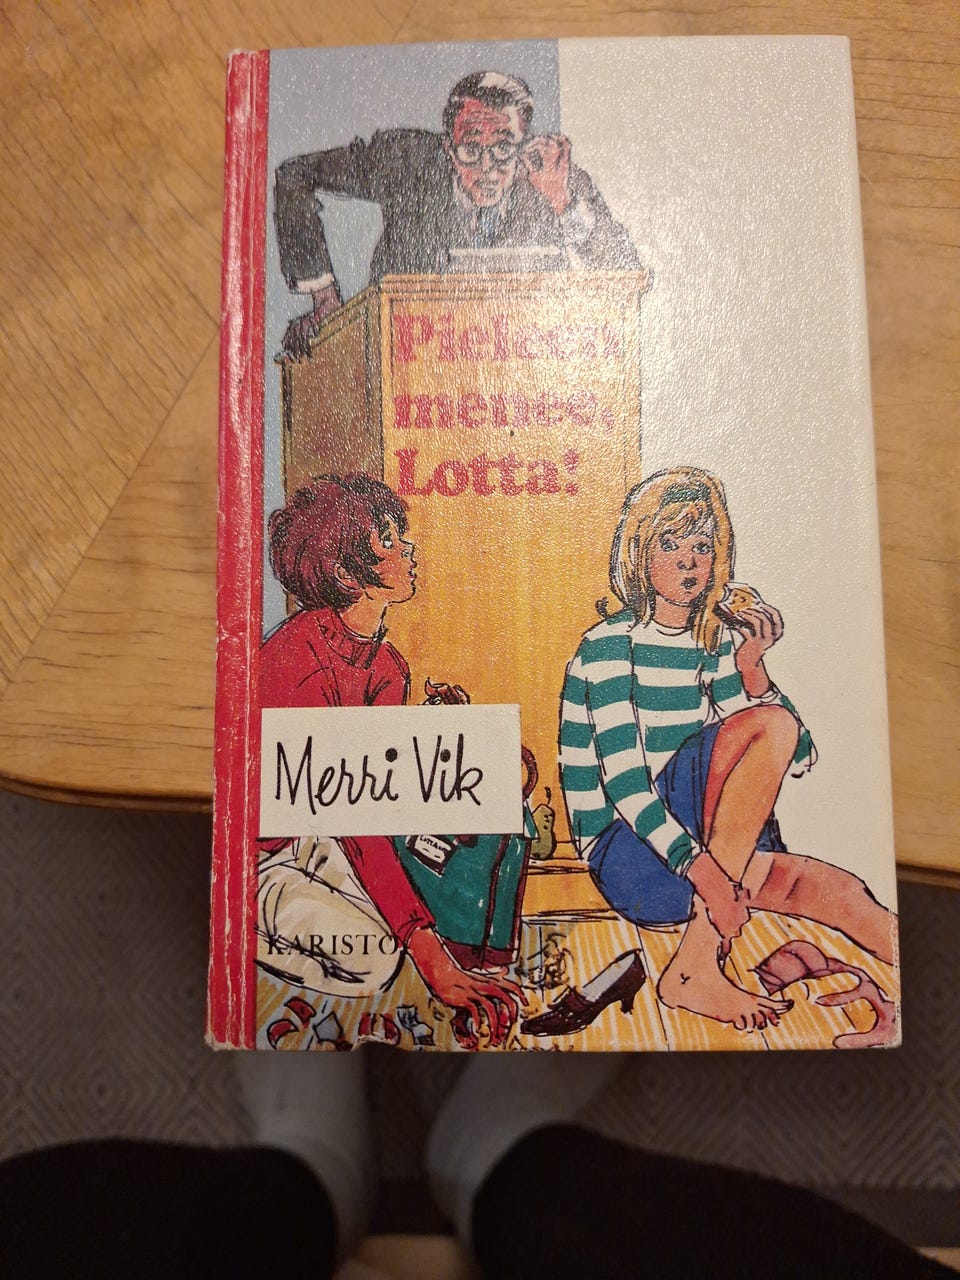 Pieleen
menee,
Lotta!
Merri Vik
KARISTO